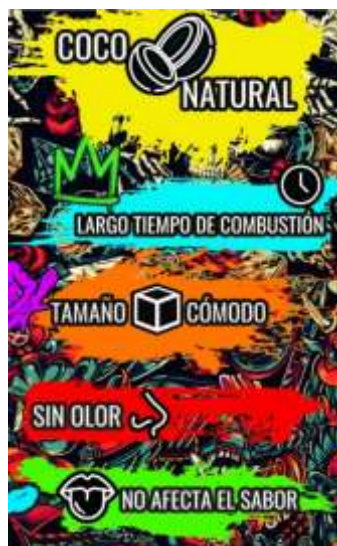 COCO
NATURAL
LARGO TIEMPO DE COMBUSTIÓN
TAMAÑO CÓMODO
SIN OLOR
NO AFECTA EL SABOR